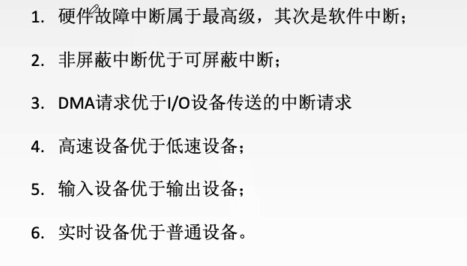 1. 硬件故障中断属于最高级，其次是软件中断；
2. 非屏蔽中断优于可屏蔽中断；
3. DMA请求优于I/O设备传送的中断请求
4. 高速设备优于低速设备；
5. 输入设备优于输出设备；
6. 实时设备优于普通设备。